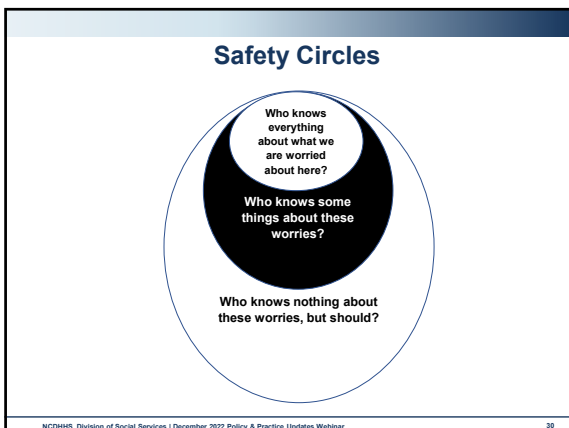 Safety Circles
Who knows
everything
about what we
are worried
about here?
Who knows some
things about these
worries?
Who knows nothing about
these worries, but should?
NCDHHS, Division of Social Services | December 2022 Policy & Practice Updates Webinar
30